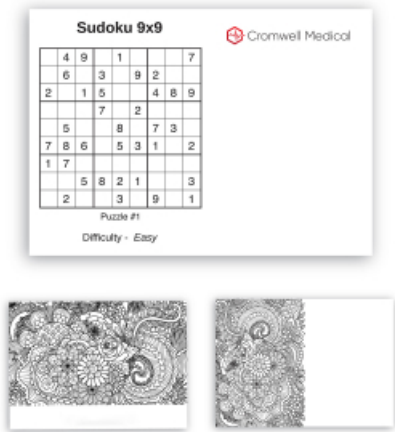 Sudoku 9x9
Cromwell Medical
4 9 1 7
6 3 9 2
2 1 5 4 8 9
7 2
5 8 7 3
7 8 6 5 3 1 2
1 7
5 8 2 1 3
2 3 9 1
Puzzle #1
Difficulty - Easy